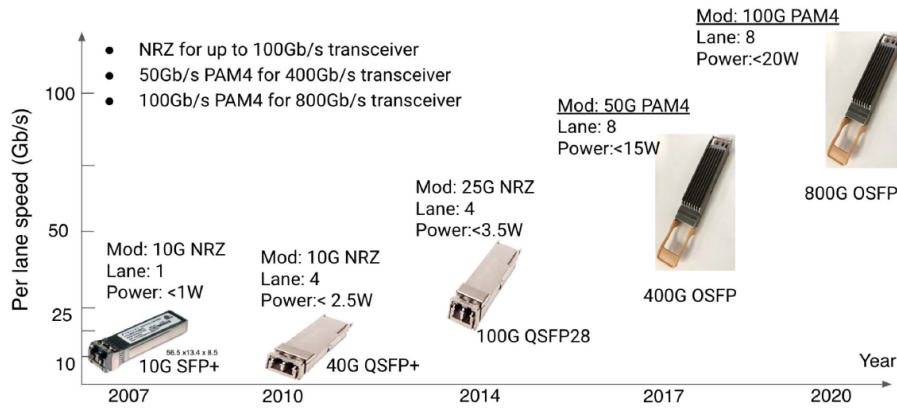 • NRZ for up to 100Gb/s transceiver
• 50Gb/s PAM4 for 400Gb/s transceiver
• 100Gb/s PAM4 for 800Gb/s transceiver
Per lane speed (Gb/s)
100
50
25
10
Mod: 10G NRZ
Lane: 1
Power: <1W
56.5 x13.4 x 8.5
10G SFP+
Mod: 10G NRZ
Lane: 4
Power: < 2.5W
40G QSFP+
Mod: 25G NRZ
Lane: 4
Power:<3.5W
100G QSFP28
Mod: 50G PAM4
Lane: 8
Power:<15W
400G OSFP
Mod: 100G PAM4
Lane: 8
Power:<20W
800G OSFP
Year
2007
2010
2014
2017
2020